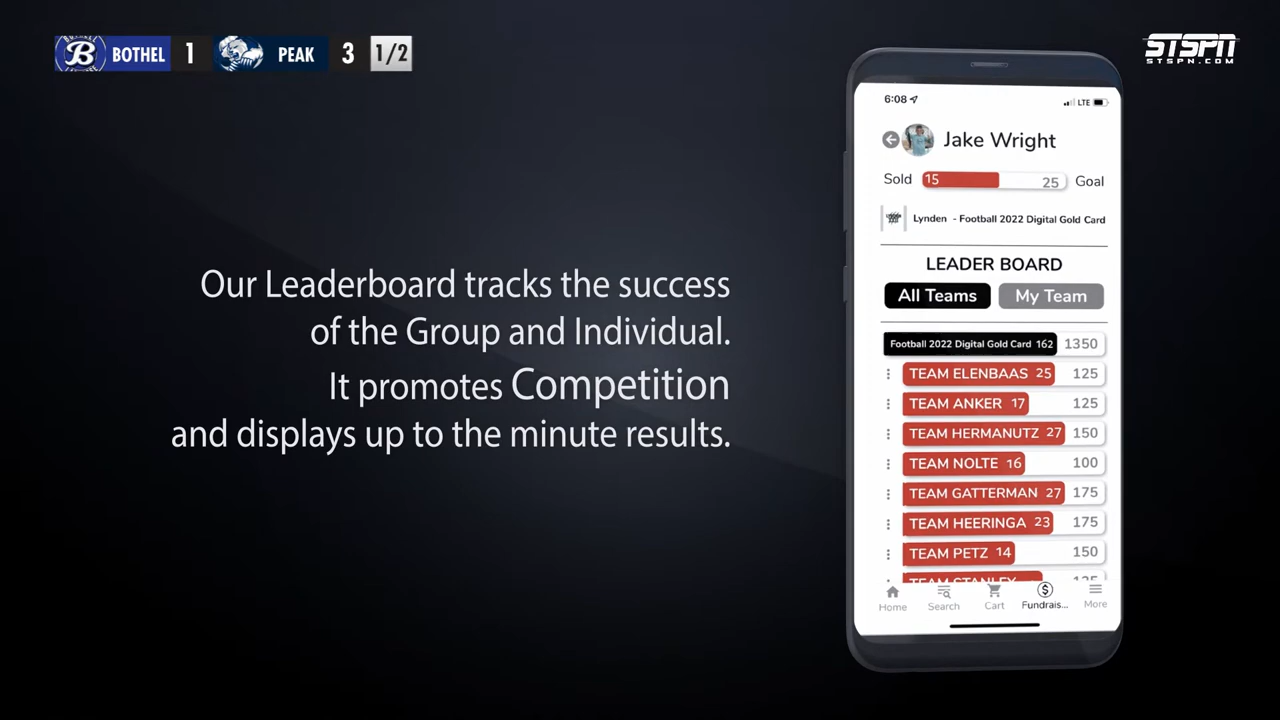 BOTHEL 1 PEAK 3 1/2
STSPN
STSPN.COM
Our Leaderboard tracks the success
of the Group and Individual.
It promotes Competition
and displays up to the minute results.
6:08 LTE
Jake Wright
Sold 15 25 Goal
Lynden - Football 2022 Digital Gold Card
LEADER BOARD
All Teams My Team
Football 2022 Digital Gold Card 162 1350
TEAM ELENBAAS 25 125
TEAM ANKER 17 125
TEAM HERMANUTZ 27 150
TEAM NOLTE 16 100
TEAM GATTERMAN 27 175
TEAM HEERINGA 23 175
TEAM PETZ 14 150
TEAM STANLEY
Home Search Cart Fundrais... More